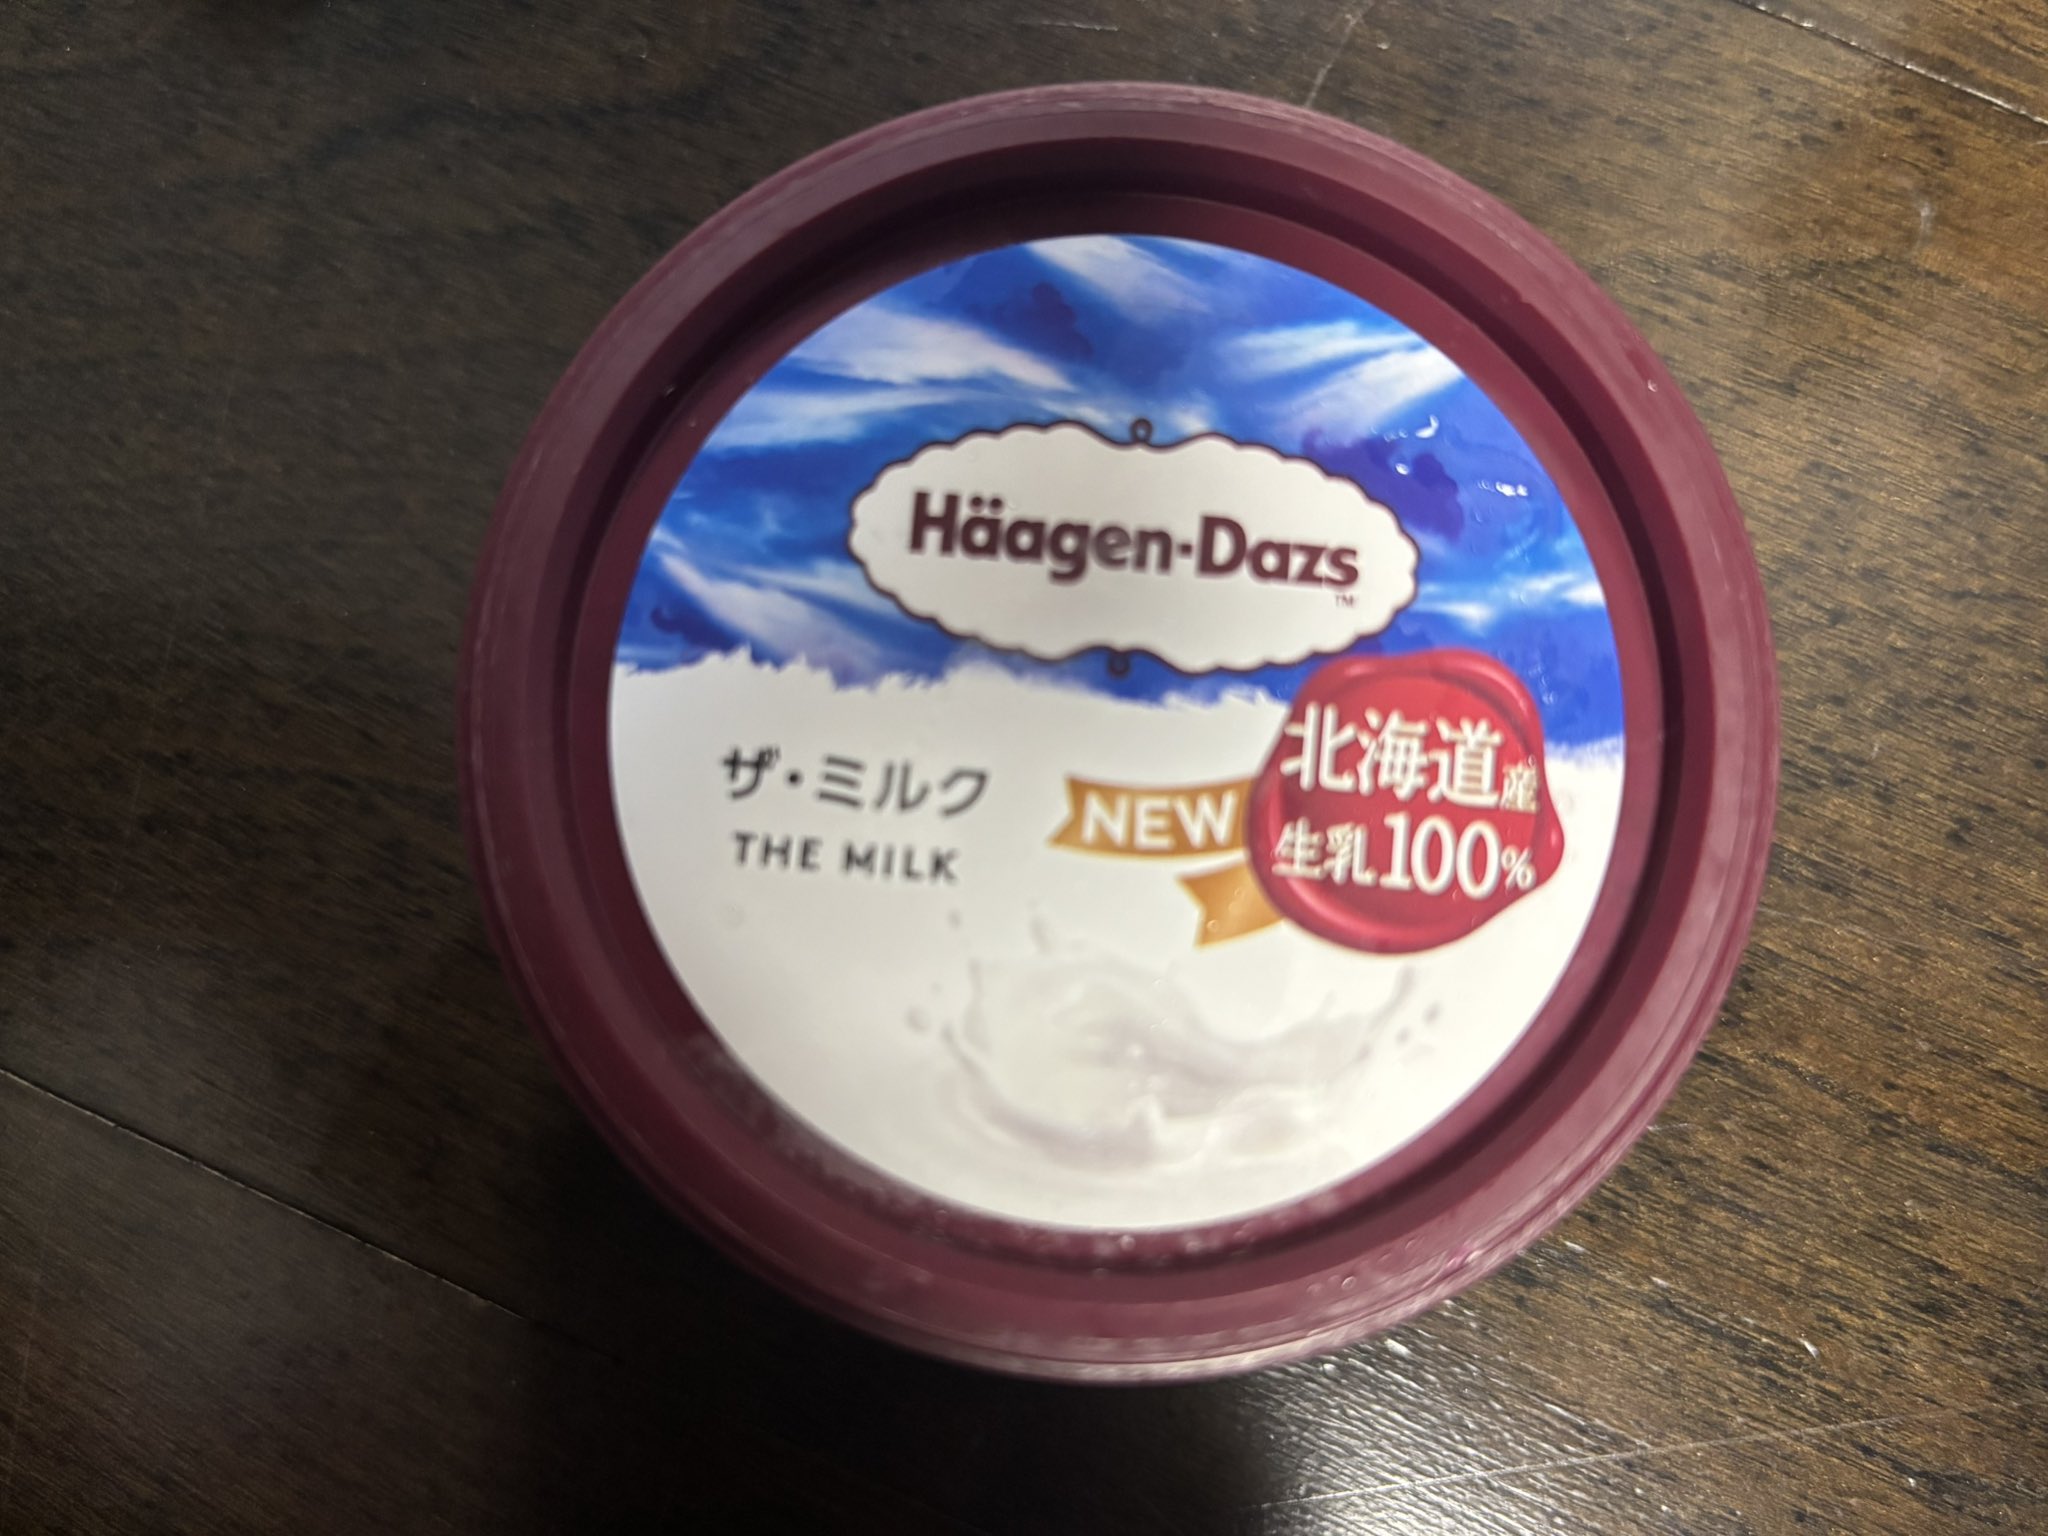 Häagen-Dazs
TM
ザ・ミルク
THE MILK
NEW
北海道産
生乳100%